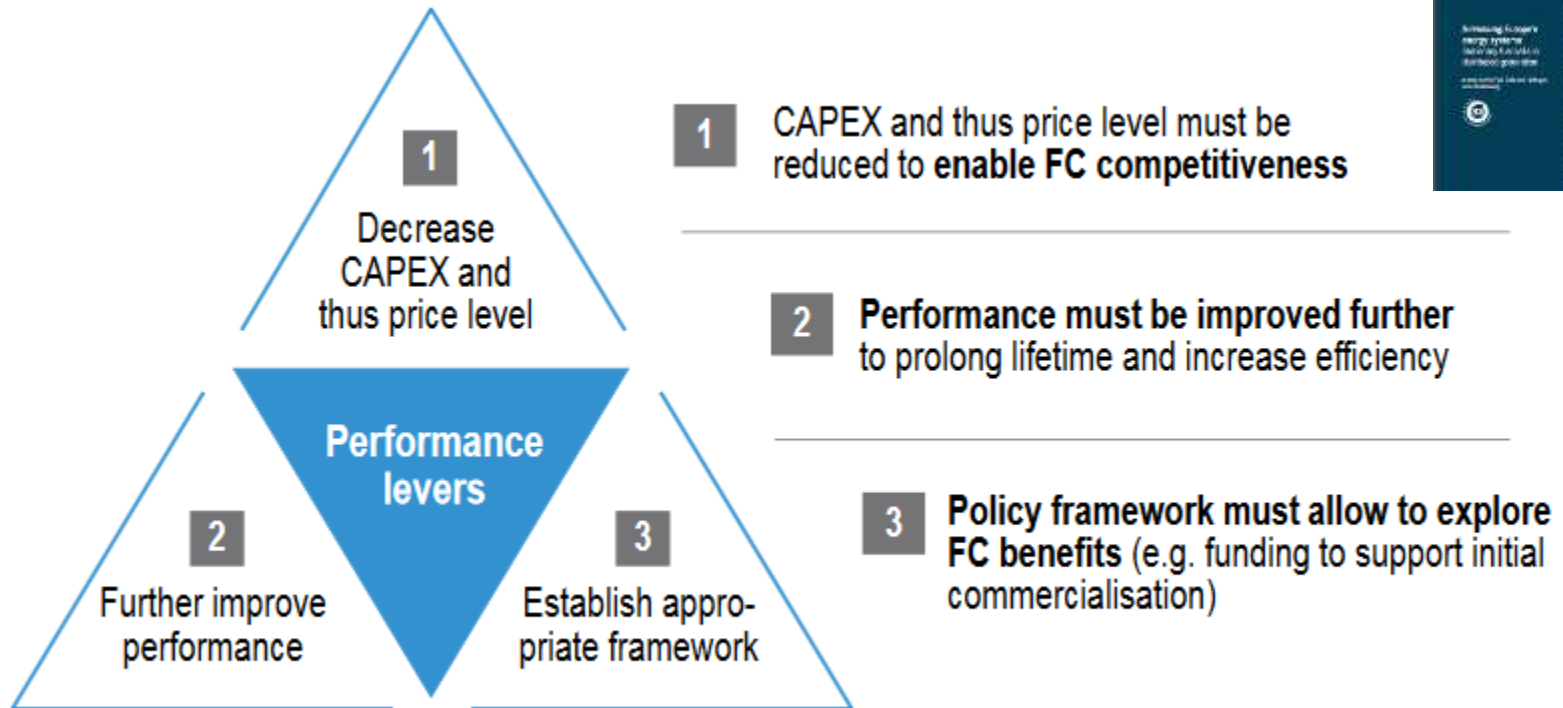 1
Decrease
CAPEX and
thus price level
Performance
levers
2
Further improve
performance
3
Establish appro-
priate framework
1
CAPEX and thus price level must be
reduced to enable FC competitiveness
2
Performance must be improved further
to prolong lifetime and increase efficiency
3
Policy framework must allow to explore
FC benefits (e.g. funding to support initial
commercialisation)
energy systems